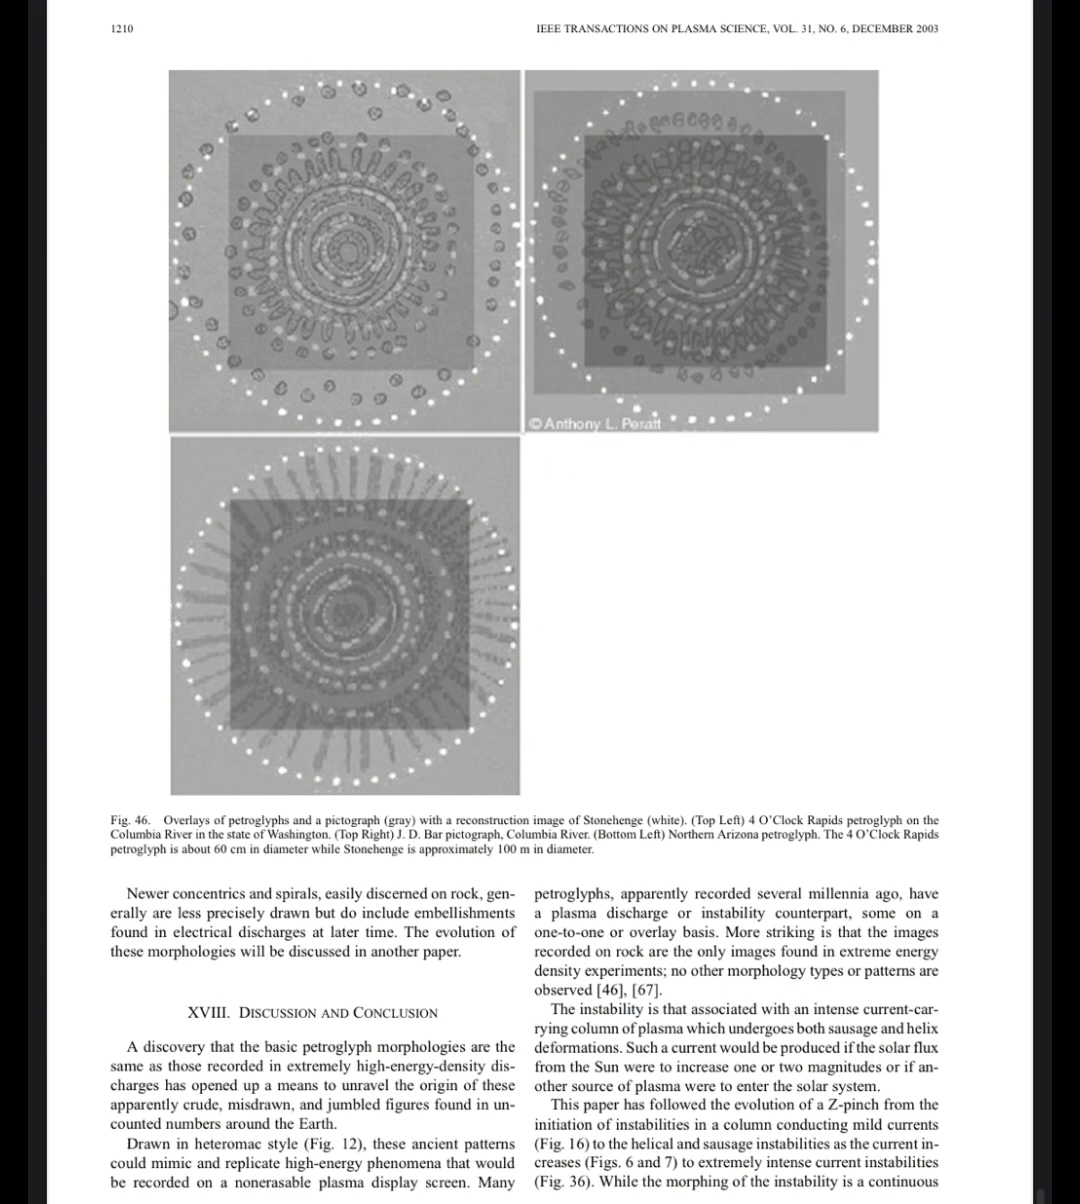 1210
IEEE TRANSACTIONS ON PLASMA SCIENCE, VOL. 31, NO. 6, DECEMBER 2003
© Anthony L. Peratt
Fig. 46. Overlays of petroglyphs and a pictograph (gray) with a reconstruction image of Stonehenge (white). (Top Left) 4 O'Clock Rapids petroglyph on the
Columbia River in the state of Washington. (Top Right) J. D. Bar pictograph, Columbia River. (Bottom Left) Northern Arizona petroglyph. The 4 O'Clock Rapids
petroglyph is about 60 cm in diameter while Stonehenge is approximately 100 m in diameter.
Newer concentrics and spirals, easily discerned on rock, gen-
erally are less precisely drawn but do include embellishments
found in electrical discharges at later time. The evolution of
these morphologies will be discussed in another paper.
XVIII. DISCUSSION AND CONCLUSION
A discovery that the basic petroglyph morphologies are the
same as those recorded in extremely high-energy-density dis-
charges has opened up a means to unravel the origin of these
apparently crude, misdrawn, and jumbled figures found in un-
counted numbers around the Earth.
Drawn in heteromac style (Fig. 12), these ancient patterns
could mimic and replicate high-energy phenomena that would
be recorded on a nonerasable plasma display screen. Many
petroglyphs, apparently recorded several millennia ago, have
a plasma discharge or instability counterpart, some on a
one-to-one or overlay basis. More striking is that the images
recorded on rock are the only images found in extreme energy
density experiments; no other morphology types or patterns are
observed [46], [67].
The instability is that associated with an intense current-car-
rying column of plasma which undergoes both sausage and helix
deformations. Such a current would be produced if the solar flux
from the Sun were to increase one or two magnitudes or if an-
other source of plasma were to enter the solar system.
This paper has followed the evolution of a Z-pinch from the
initiation of instabilities in a column conducting mild currents
(Fig. 16) to the helical and sausage instabilities as the current in-
creases (Figs. 6 and 7) to extremely intense current instabilities
(Fig. 36). While the morphing of the instability is a continuous